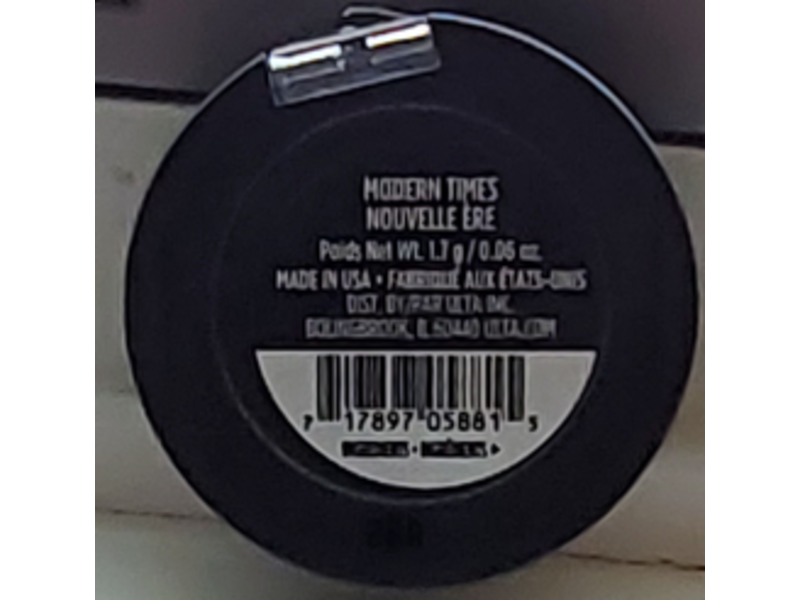 MODERN TIMES
NOUVELLE ÈRE
Poids Net Wt. 1.7 g / 0.06 oz.
MADE IN USA • FABRIQUÉ AUX ÉTATS-UNIS
DIST. BY/PAR ULTA INC.
BOLINGBROOK, IL 60440 ULTA.COM
7 17897 05881 5